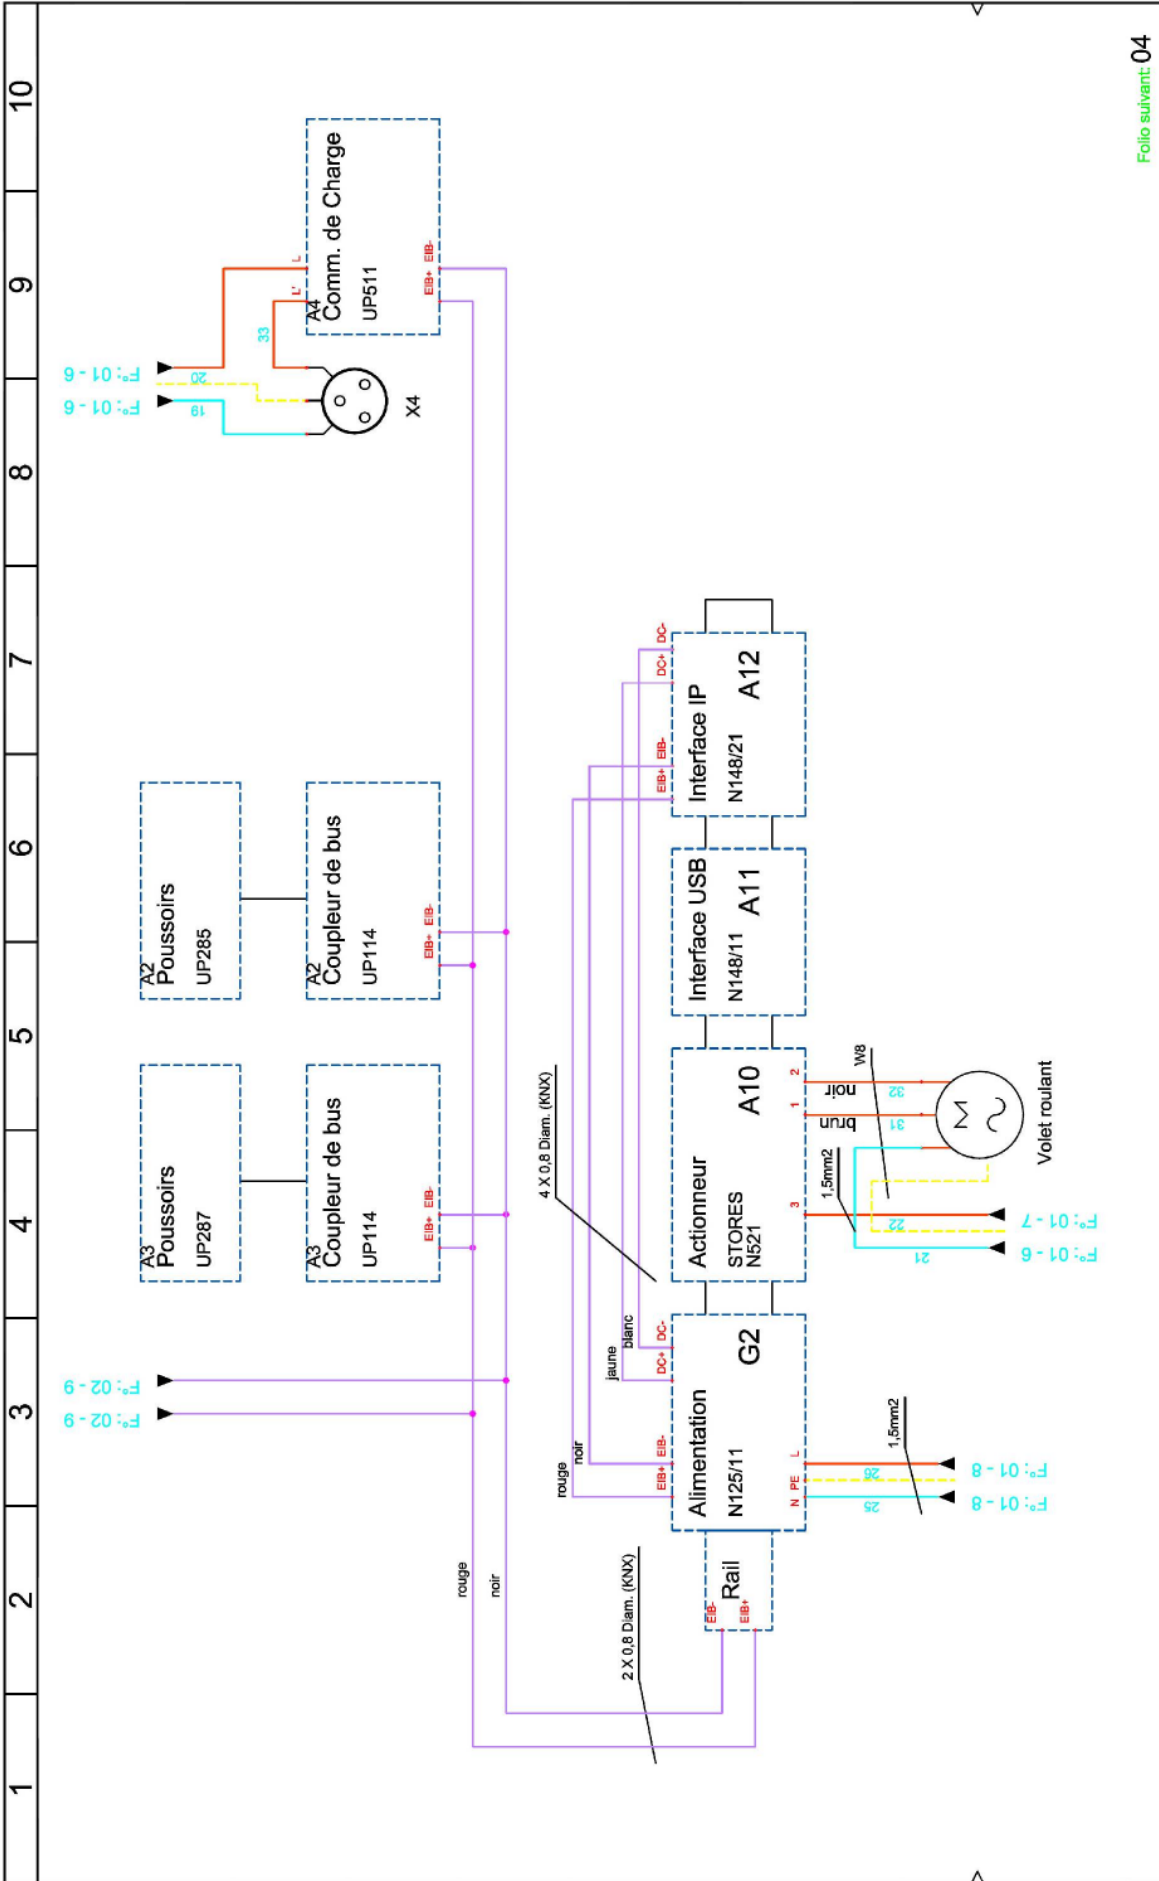 1 2 3 4 5 6 7 8 9 10
F°: 02 - 9
F°: 02 - 9
A3
Poussoirs
UP287
A2
Poussoirs
UP285
F°: 01 - 6
F°: 01 - 6
19
20
33
L'
L
A3
Coupleur de bus
UP114
EIB+ EIB-
A2
Coupleur de bus
UP114
EIB+ EIB-
X4
A4
Comm. de Charge
UP511
EIB+ EIB-
rouge
noir
2 X 0,8 Diam. (KNX)
4 X 0,8 Diam. (KNX)
rouge
noir
jaune
blanc
EIB-
EIB+
Rail
EIB+ EIB-
DC+ DC-
Alimentation
N125/11
G2
N PE L
Actionneur
STORES
N521
A10
3
1
2
Interface USB
N148/11
A11
EIB+ EIB-
DC+ DC-
Interface IP
N148/21
A12
25
26
1,5mm2
F°: 01 - 8
F°: 01 - 8
1,5mm2
brun
noir
W8
21
22
31
32
M
F°: 01 - 6
F°: 01 - 7
Volet roulant
Folio suivant: 04